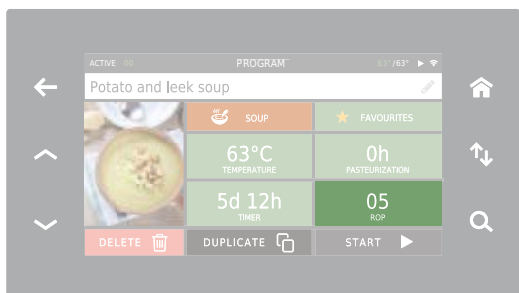 ACTIVE 00 PROGRAM 63°/63°
Potato and leek soup
SOUP FAVOURITES
63°C 0h
TEMPERATURE PASTEURIZATION
5d 12h 05
TIMER ROP
DELETE DUPLICATE START